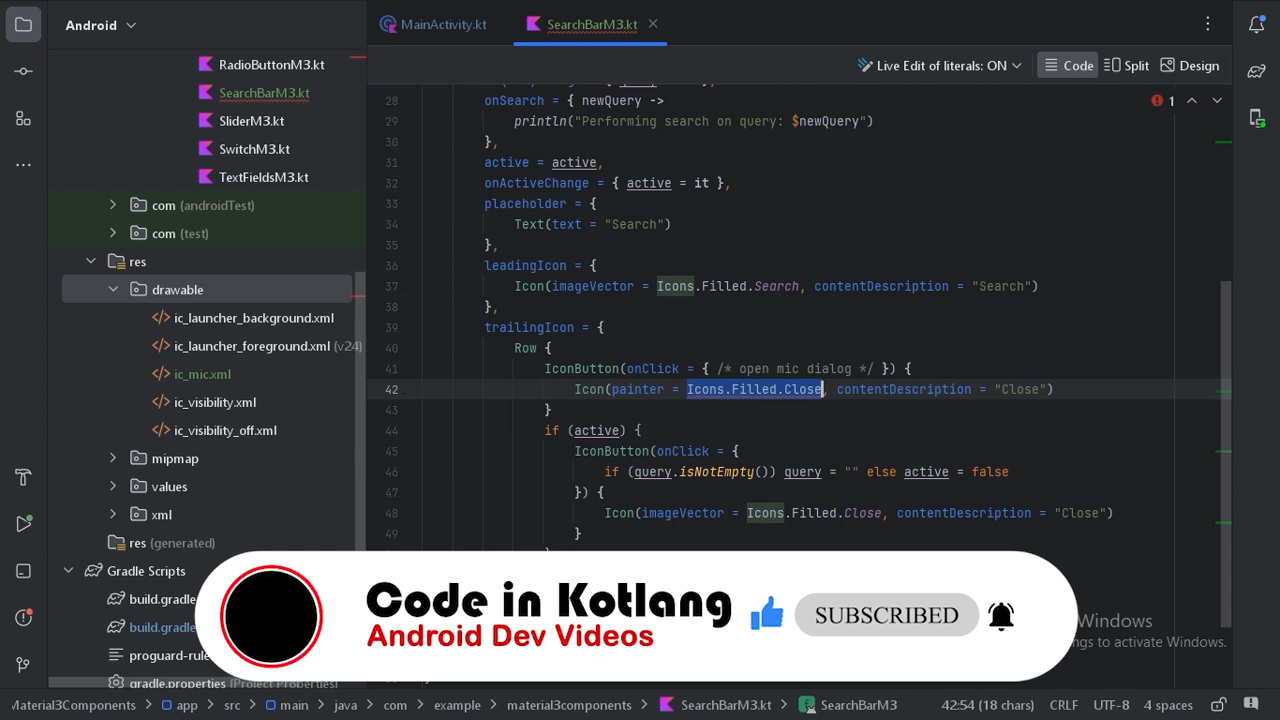 Android
MainActivity.kt
SearchBarM3.kt
RadioButtonM3.kt
SearchBarM3.kt
SliderM3.kt
SwitchM3.kt
TextFieldsM3.kt
com (androidTest)
com (test)
res
drawable
ic_launcher_background.xml
ic_launcher_foreground.xml (v24)
ic_mic.xml
ic_visibility.xml
ic_visibility_off.xml
mipmap
values
xml
res (generated)
Gradle Scripts
build.gradle
build.gradle
proguard-rule
gradle.properties (Project Properties)
Live Edit of literals: ON
Code
Split
Design
1
28 onSearch = { newQuery ->
29 println("Performing search on query: $newQuery")
30 },
31 active = active,
32 onActiveChange = { active = it },
33 placeholder = {
34 Text(text = "Search")
35 },
36 leadingIcon = {
37 Icon(imageVector = Icons.Filled.Search, contentDescription = "Search")
38 },
39 trailingIcon = {
40 Row {
41 IconButton(onClick = { /* open mic dialog */ }) {
42 Icon(painter = Icons.Filled.Close, contentDescription = "Close")
43 }
44 if (active) {
45 IconButton(onClick = {
46 if (query.isNotEmpty()) query = "" else active = false
47 }) {
48 Icon(imageVector = Icons.Filled.Close, contentDescription = "Close")
49 }
Code in Kotlang
Android Dev Videos
SUBSCRIBED
Windows
ngs to activate Windows.
Material3Components
app
src
main
java
com
example
material3components
SearchBarM3.kt
SearchBarM3
42:54 (18 chars)
CRLF
UTF-8
4 spaces